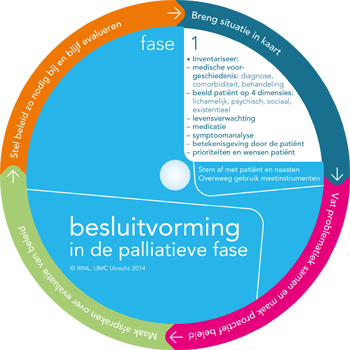 Breng situatie in kaart
Vat problematiek samen en maak proactief beleid
Maak afspraken over evaluatie van beleid
Stel beleid zo nodig bij en blijf evalueren
fase 1
• Inventariseer:
– medische voor-
geschiedenis: diagnose,
comorbiditeit, behandeling
– beeld patiënt op 4 dimensies:
lichamelijk, psychisch, sociaal,
existentieel
– levensverwachting
– medicatie
– symptoomanalyse
– betekenisgeving door de patiënt
– prioriteiten en wensen patiënt
Stem af met patiënt en naasten
Overweeg gebruik meetinstrumenten
besluitvorming
in de palliatieve fase
© IKNL, UMC Utrecht 2014